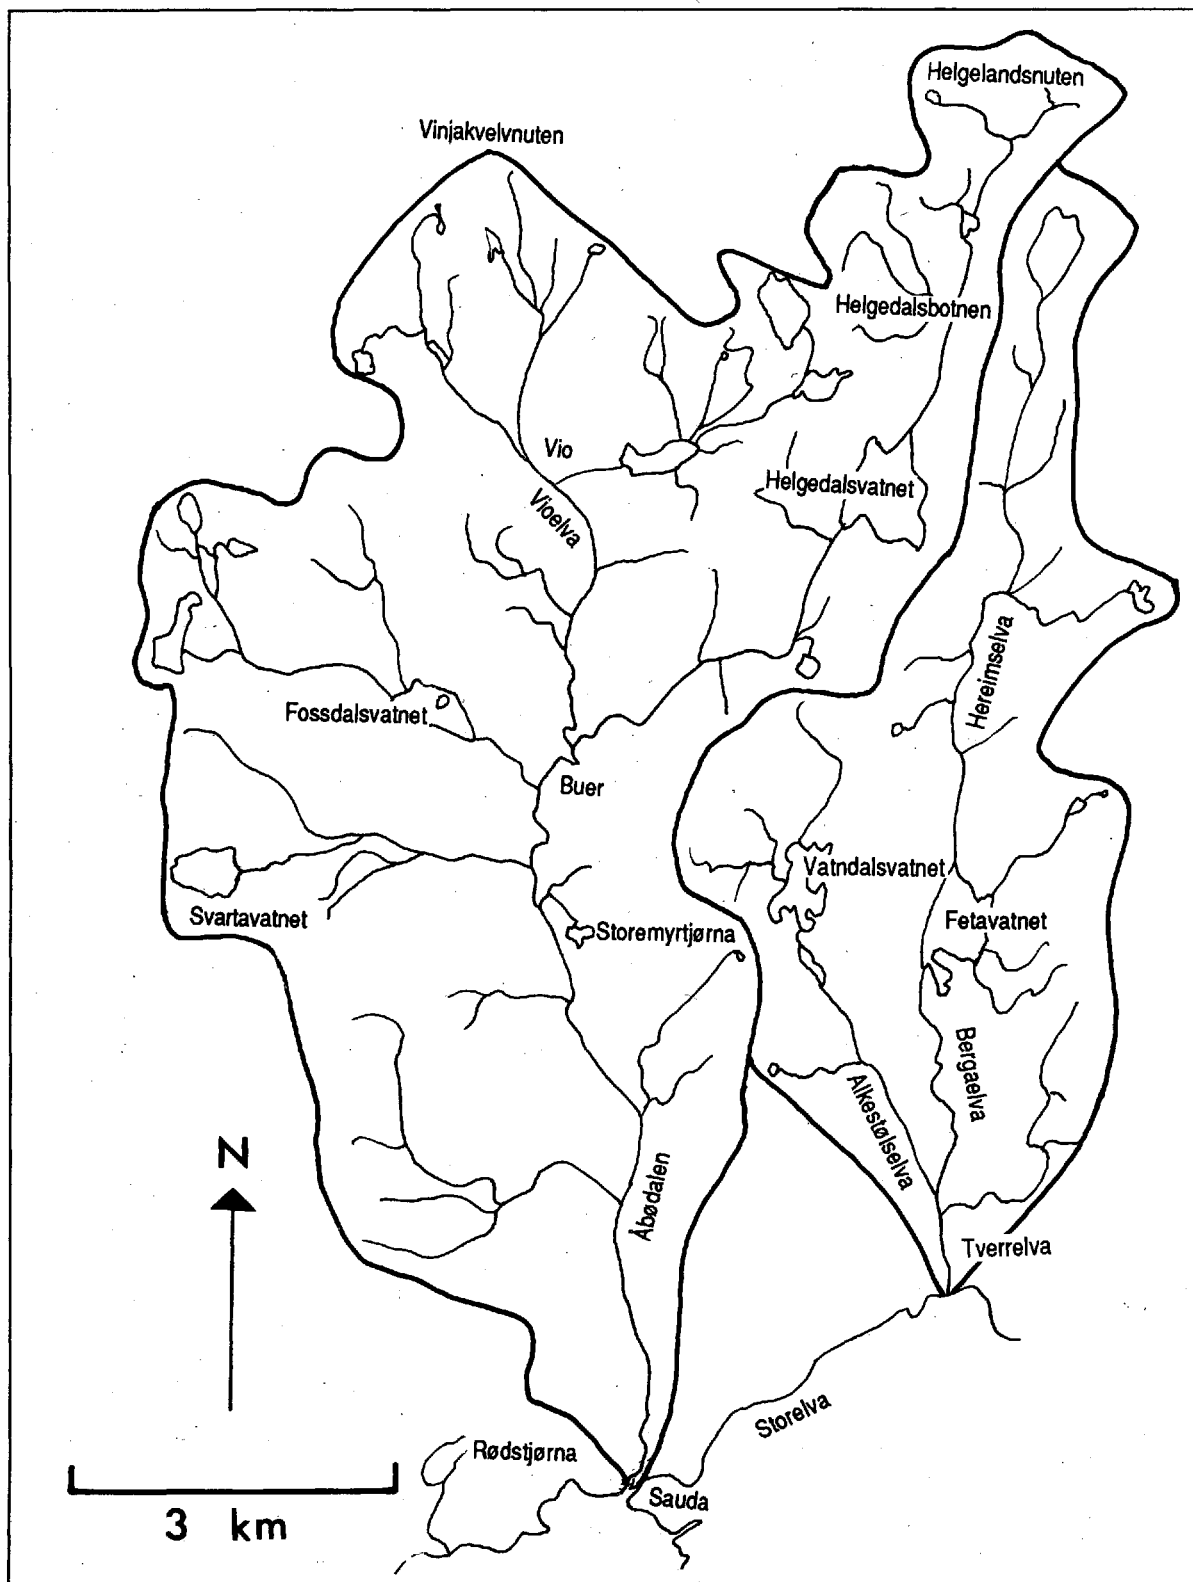 Helgelandsnuten
Vinjakvelvnuten
Helgedalsbotnen
Vio
Helgedalsvatnet
Vioelva
Hereimselva
Fossdalsvatnet
Buer
Vatndalsvatnet
Svartavatnet
Storemyrtjørna
Fetavatnet
Bergaelva
Alkestølselva
N
Åbødalen
Tverrelva
Storelva
Rødstjørna
Sauda
3 km